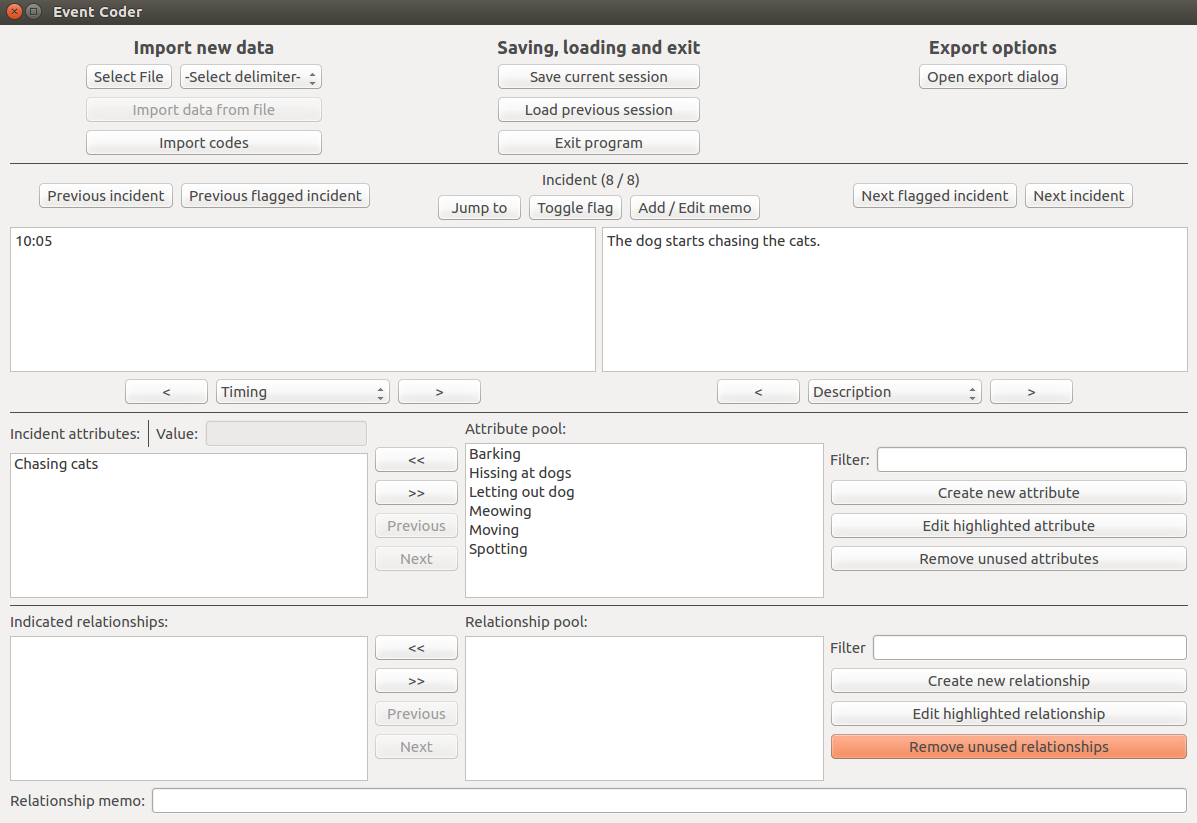 Event Coder
Import new data
Saving, loading and exit
Export options
Select File
-Select delimiter-
Save current session
Open export dialog
Import data from file
Load previous session
Import codes
Exit program
Incident (8 / 8)
Previous incident
Previous flagged incident
Jump to
Toggle flag
Add / Edit memo
Next flagged incident
Next incident
10:05
The dog starts chasing the cats.
<
Timing
>
<
Description
>
Incident attributes:
Value:
Chasing cats
<<
>>
Previous
Next
Attribute pool:
Barking
Hissing at dogs
Letting out dog
Meowing
Moving
Spotting
Filter:
Create new attribute
Edit highlighted attribute
Remove unused attributes
Indicated relationships:
<<
>>
Previous
Next
Relationship pool:
Filter
Create new relationship
Edit highlighted relationship
Remove unused relationships
Relationship memo: